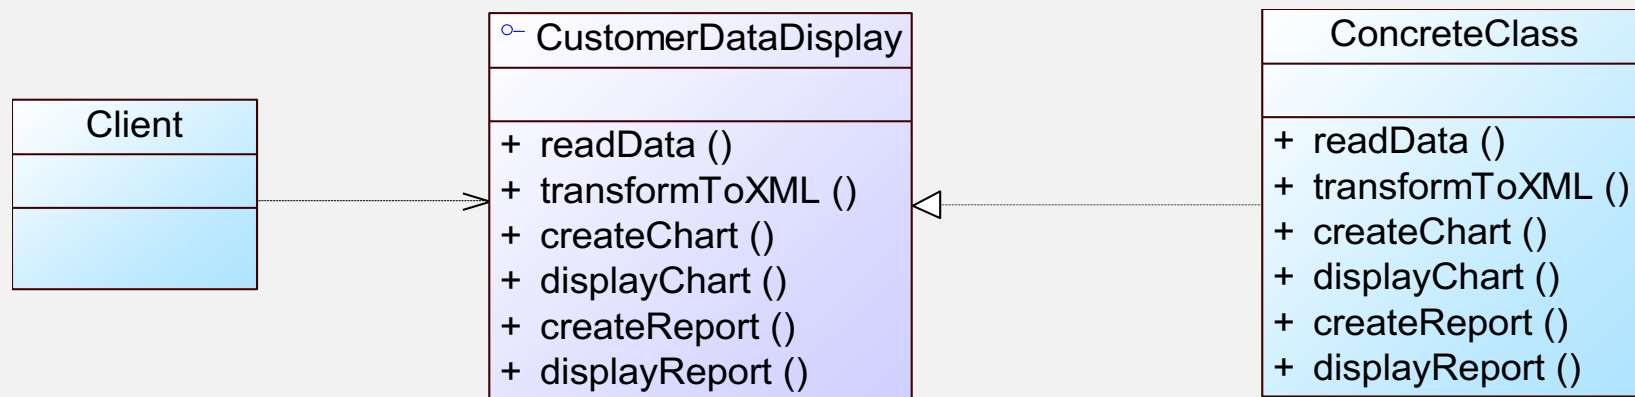 Client
CustomerDataDisplay
+ readData ()
+ transformToXML ()
+ createChart ()
+ displayChart ()
+ createReport ()
+ displayReport ()
ConcreteClass
+ readData ()
+ transformToXML ()
+ createChart ()
+ displayChart ()
+ createReport ()
+ displayReport ()